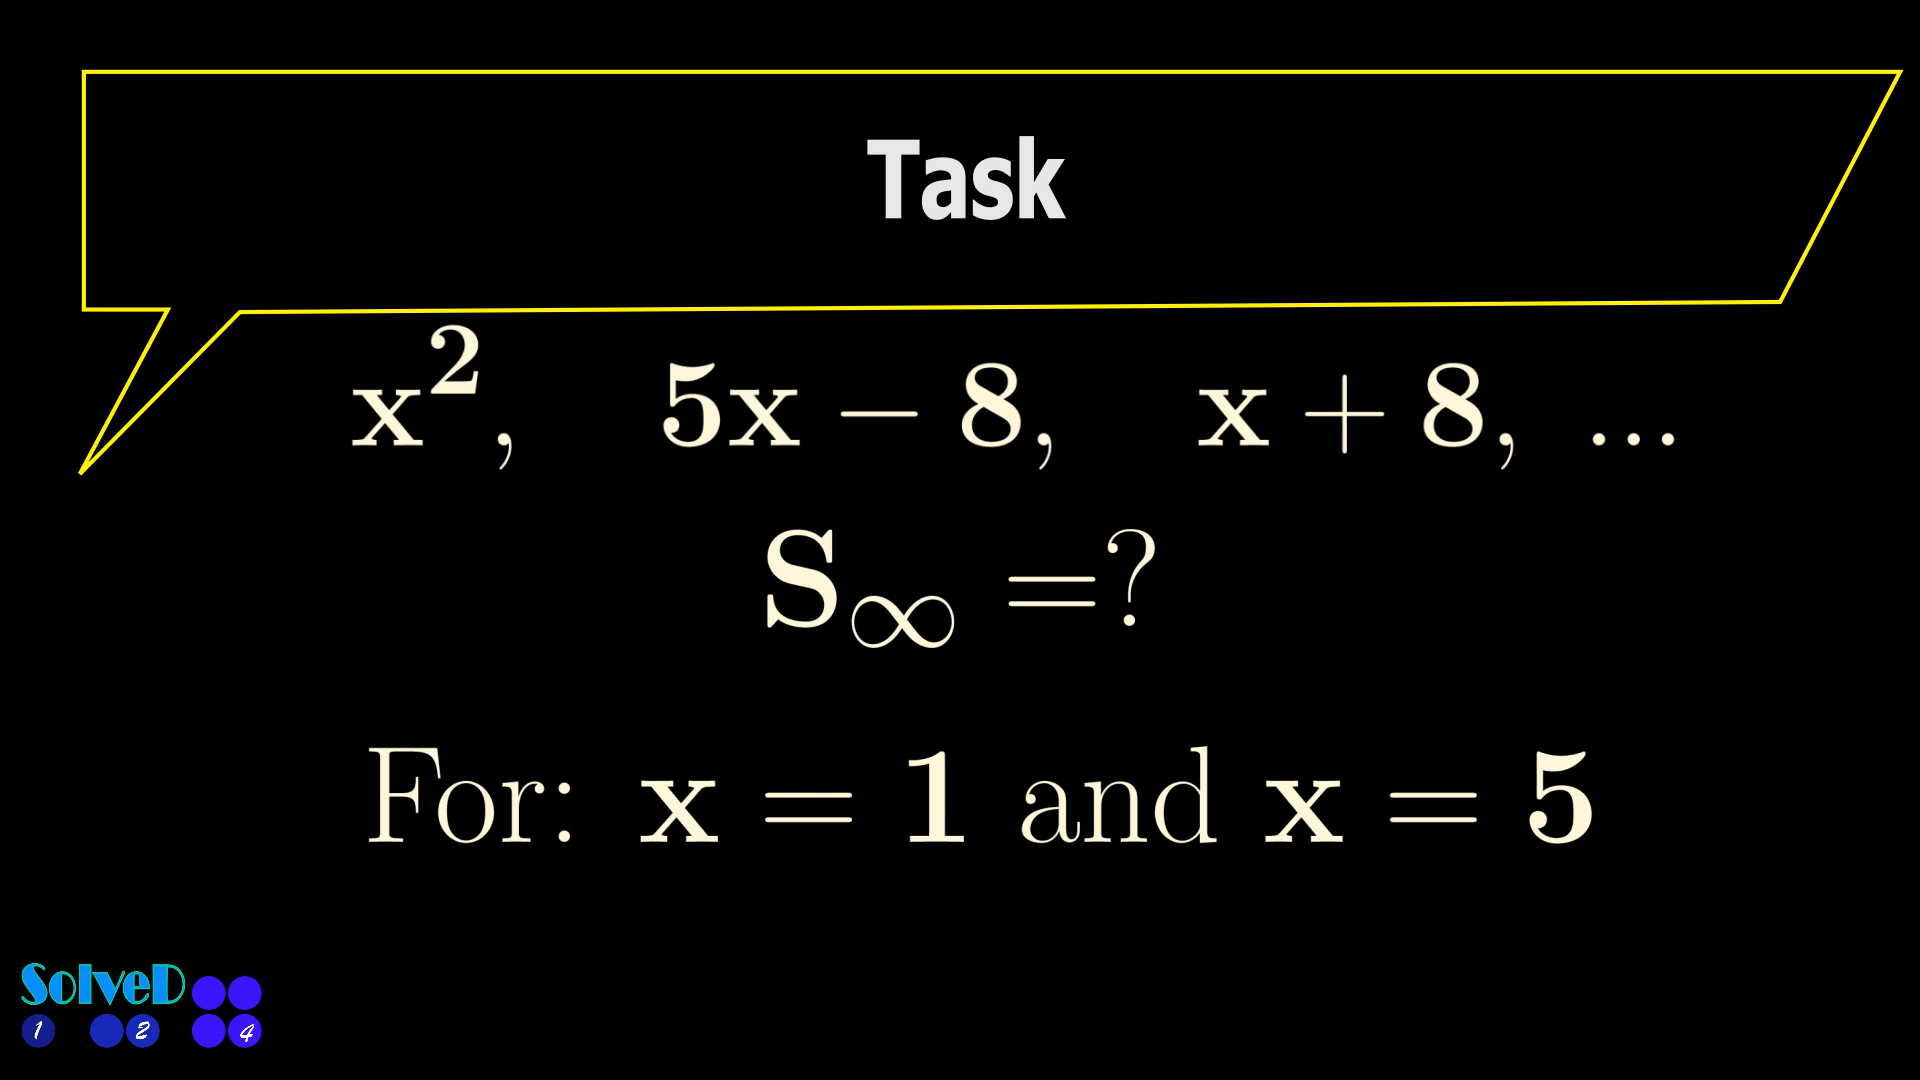 Task
x², 5x − 8, x + 8, ...
S∞ =?
For: x = 1 and x = 5
SolveD
1 2 4